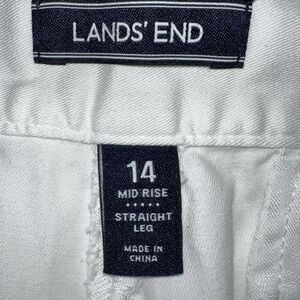 LANDS' END
14
MID RISE
•••••
STRAIGHT
LEG
MADE IN
CHINA